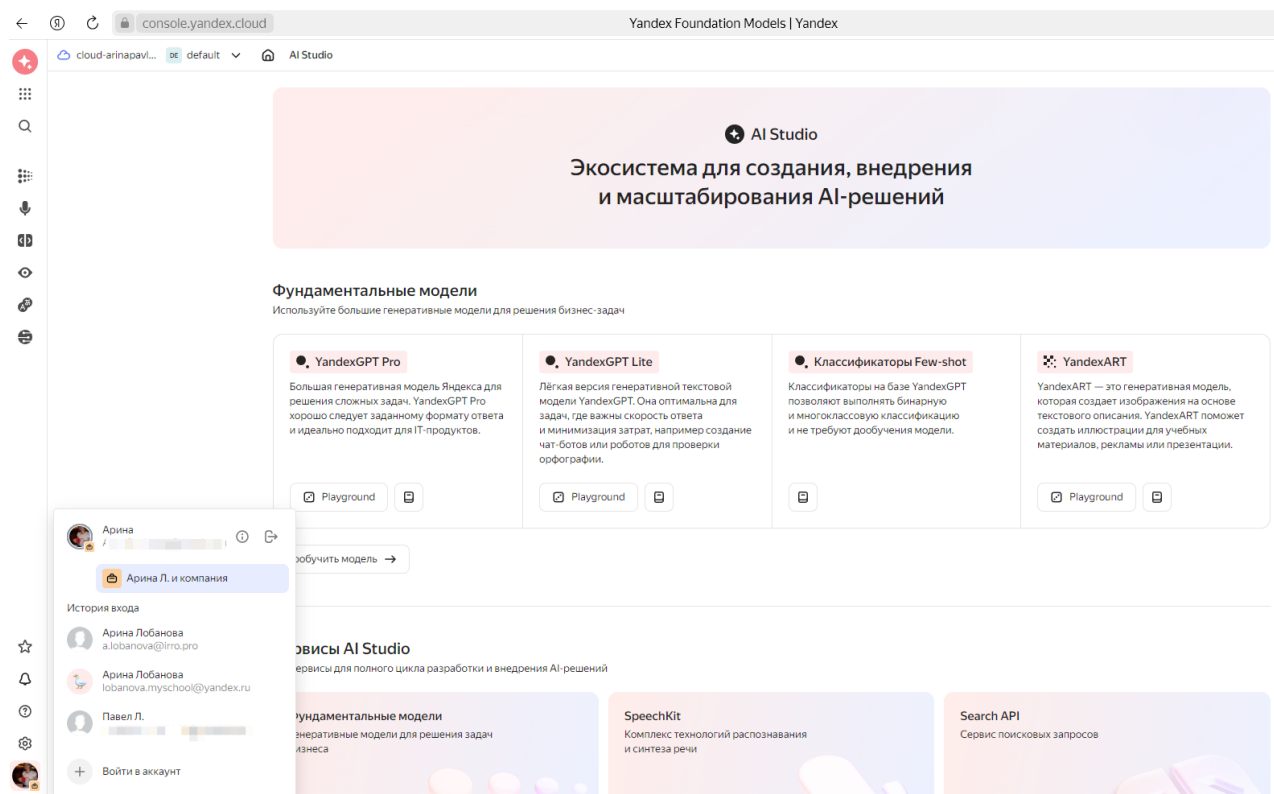 console.yandex.cloud
Yandex Foundation Models | Yandex
cloud-arinapavl... DE default
AI Studio
AI Studio
Экосистема для создания, внедрения
и масштабирования AI-решений
Фундаментальные модели
Используйте большие генеративные модели для решения бизнес-задач
YandexGPT Pro
Большая генеративная модель Яндекса для
решения сложных задач. YandexGPT Pro
хорошо следует заданному формату ответа
и идеально подходит для IT-продуктов.
Playground
YandexGPT Lite
Лёгкая версия генеративной текстовой
модели YandexGPT. Она оптимальна для
задач, где важны скорость ответа
и минимизация затрат, например создание
чат-ботов или роботов для проверки
орфографии.
Playground
Классификаторы Few-shot
Классификаторы на базе YandexGPT
позволяют выполнять бинарную
и многоклассовую классификацию
и не требуют дообучения модели.
YandexART
YandexART — это генеративная модель,
которая создает изображения на основе
текстового описания. YandexART поможет
создать иллюстрации для учебных
материалов, рекламы или презентации.
Playground
Арина
Арина Л. и компания
История входа
Арина Лобанова
a.lobanova@irro.pro
Арина Лобанова
lobanova.myschool@yandex.ru
Павел Л.
Войти в аккаунт
обучить модель
рвисы AI Studio
ервисы для полного цикла разработки и внедрения AI-решений
ундаментальные модели
енеративные модели для решения задач
изнеса
SpeechKit
Комплекс технологий распознавания
и синтеза речи
Search API
Сервис поисковых запросов